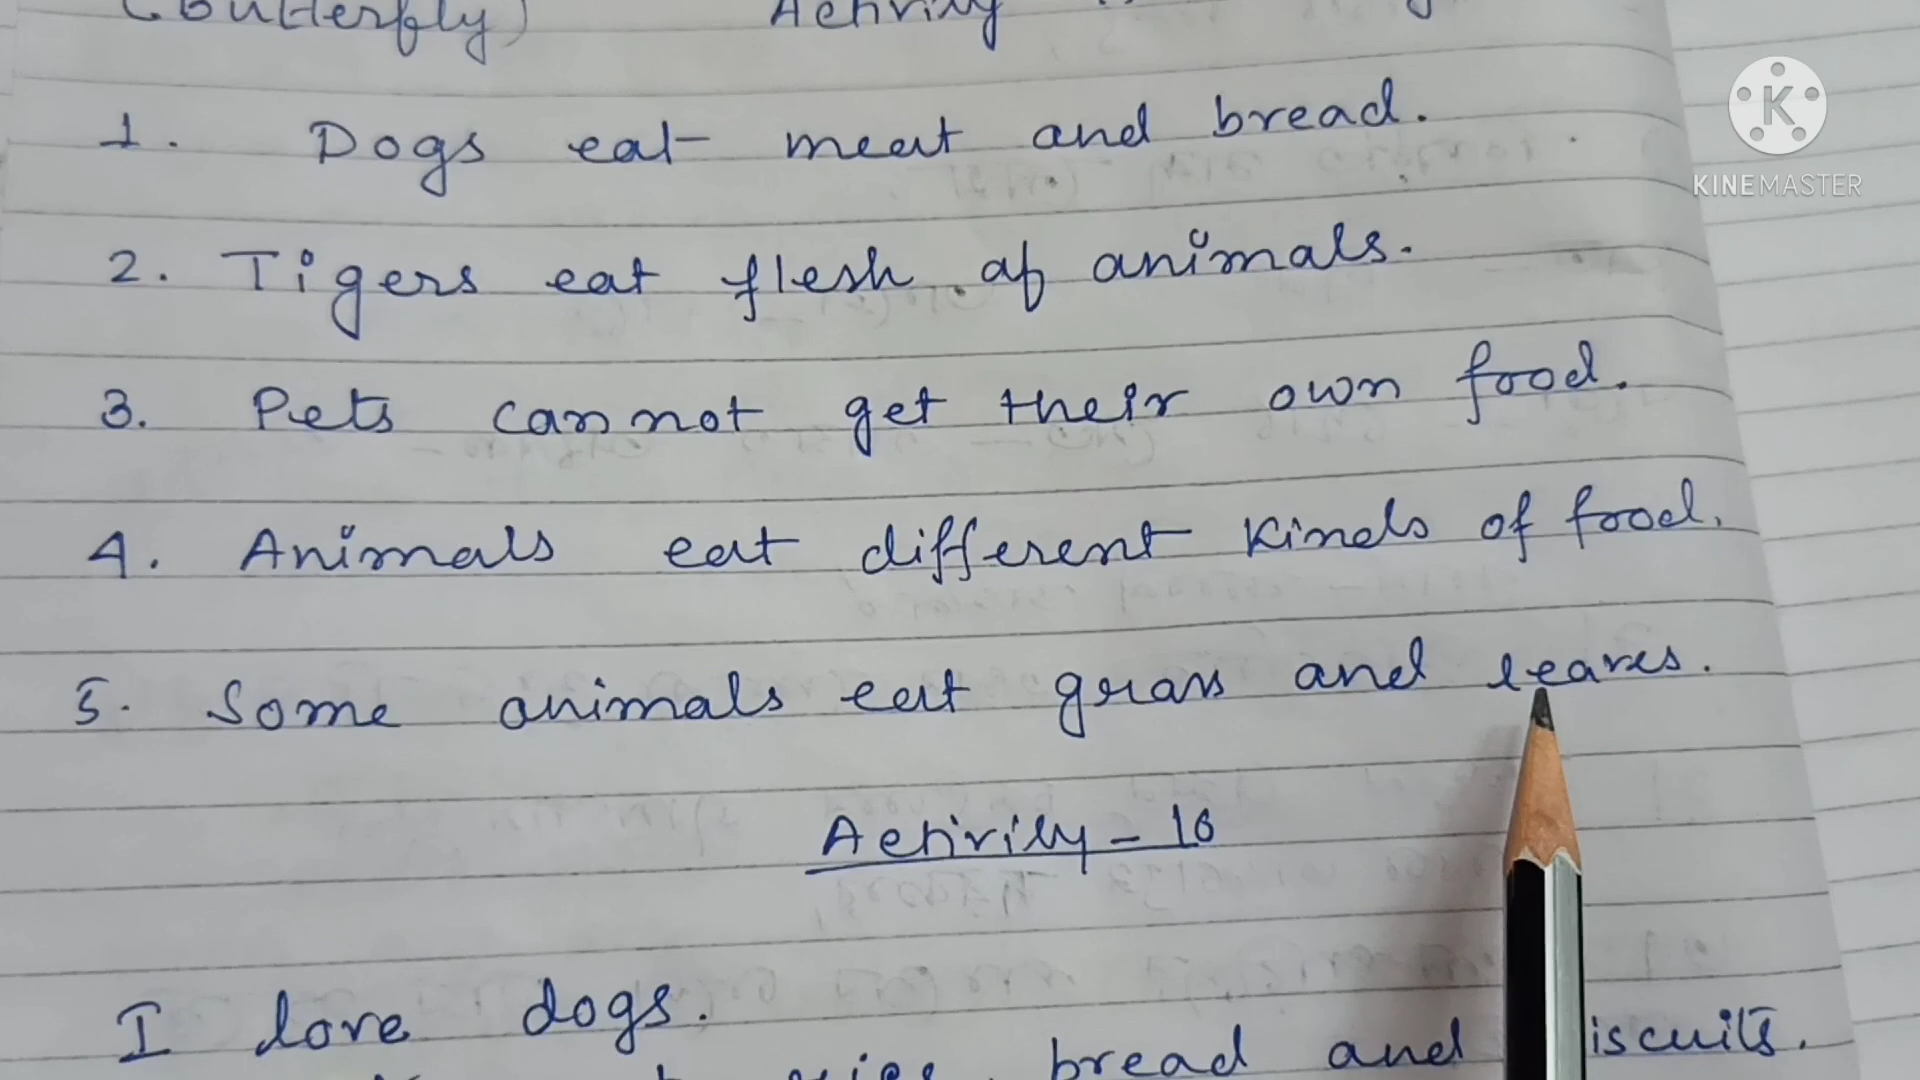 (Butterfly) Activity
1. Dogs eat meat and bread.
KINEMASTER
2. Tigers eat flesh of animals.
3. Pets cannot get their own food.
4. Animals eat different kinds of food.
5. Some animals eat grass and leaves.
Activity - 16
I love dogs.
bread and iscuits.